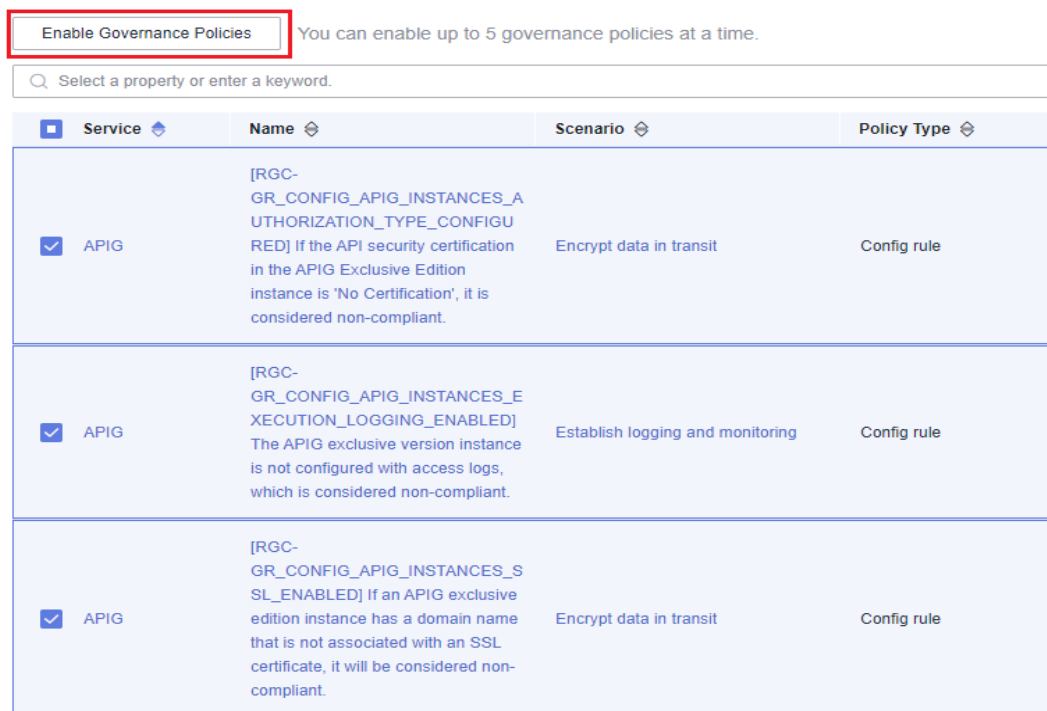 Enable Governance Policies You can enable up to 5 governance policies at a time.
Select a property or enter a keyword.
Service Name Scenario Policy Type
[RGC-
GR_CONFIG_APIG_INSTANCES_A
UTHORIZATION_TYPE_CONFIGU
RED] If the API security certification
in the APIG Exclusive Edition
instance is 'No Certification', it is
considered non-compliant.
APIG
Encrypt data in transit
Config rule
[RGC-
GR_CONFIG_APIG_INSTANCES_E
XECUTION_LOGGING_ENABLED]
The APIG exclusive version instance
is not configured with access logs,
which is considered non-compliant.
APIG
Establish logging and monitoring
Config rule
[RGC-
GR_CONFIG_APIG_INSTANCES_S
SL_ENABLED] If an APIG exclusive
edition instance has a domain name
that is not associated with an SSL
certificate, it will be considered non-
compliant.
APIG
Encrypt data in transit
Config rule